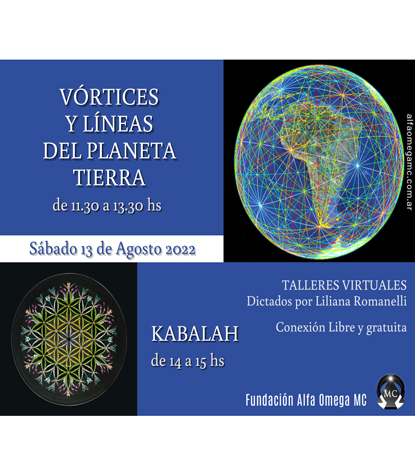 VÓRTICES
Y LÍNEAS
DEL PLANETA
TIERRA
de 11.30 a 13.30 hs
alfaomegamc.com.ar
Sábado 13 de Agosto 2022
TALLERES VIRTUALES
Dictados por Liliana Romanelli
Conexión Libre y gratuita
KABALAH
de 14 a 15 hs
Fundación Alfa Omega MC
MC